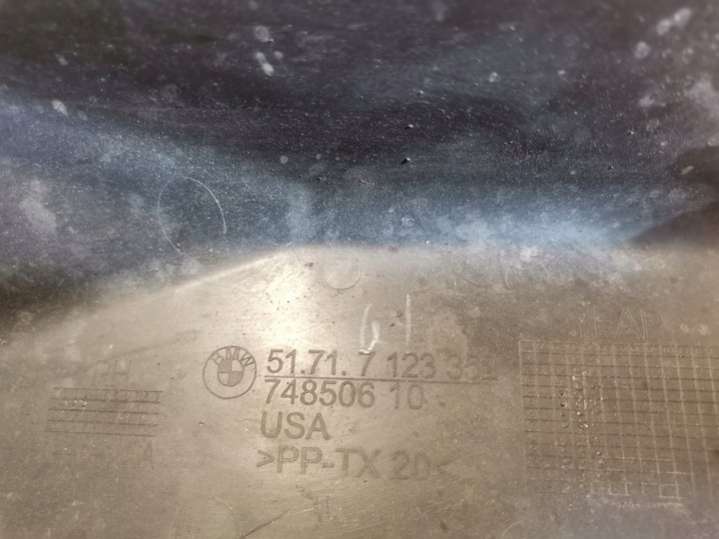 BMW
51.71. 7 123 35
748506 10
USA
>PP-TX 20<